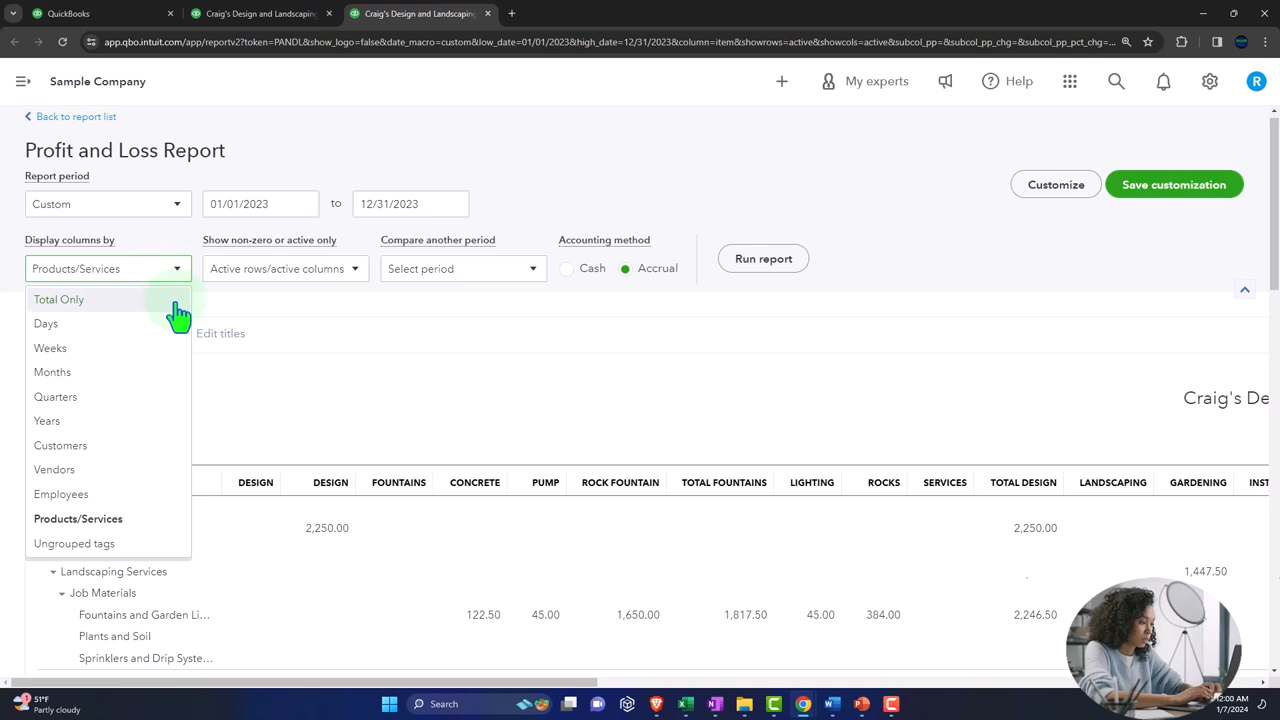 QuickBooks
Craig's Design and Landscaping
Craig's Design and Landscaping
app.qbo.intuit.com/app/reportv2?token=PANDL&show_logo=false&date_macro=custom&low_date=01/01/2023&high_date=12/31/2023&column=item&showrows=active&showcols=active&subcol_pp=&subcol_pp_chg=&subcol_pp_pct_chg=...
Sample Company
My experts
Help
R
Back to report list
Profit and Loss Report
Report period
Customize
Save customization
Custom
01/01/2023
to
12/31/2023
Display columns by
Show non-zero or active only
Compare another period
Accounting method
Products/Services
Active rows/active columns
Select period
Cash
Accrual
Run report
Total Only
Days
Weeks
Months
Quarters
Years
Customers
Vendors
Employees
Products/Services
Ungrouped tags
Edit titles
Craig's De
DESIGN DESIGN FOUNTAINS CONCRETE PUMP ROCK FOUNTAIN TOTAL FOUNTAINS LIGHTING ROCKS SERVICES TOTAL DESIGN LANDSCAPING GARDENING INST
2,250.00 2,250.00
Landscaping Services 1,447.50
Job Materials
Fountains and Garden Li... 122.50 45.00 1,650.00 1,817.50 45.00 384.00 2,246.50
Plants and Soil
Sprinklers and Drip Syste...
1
51°F
Partly cloudy
Search
12:00 AM
1/7/2024